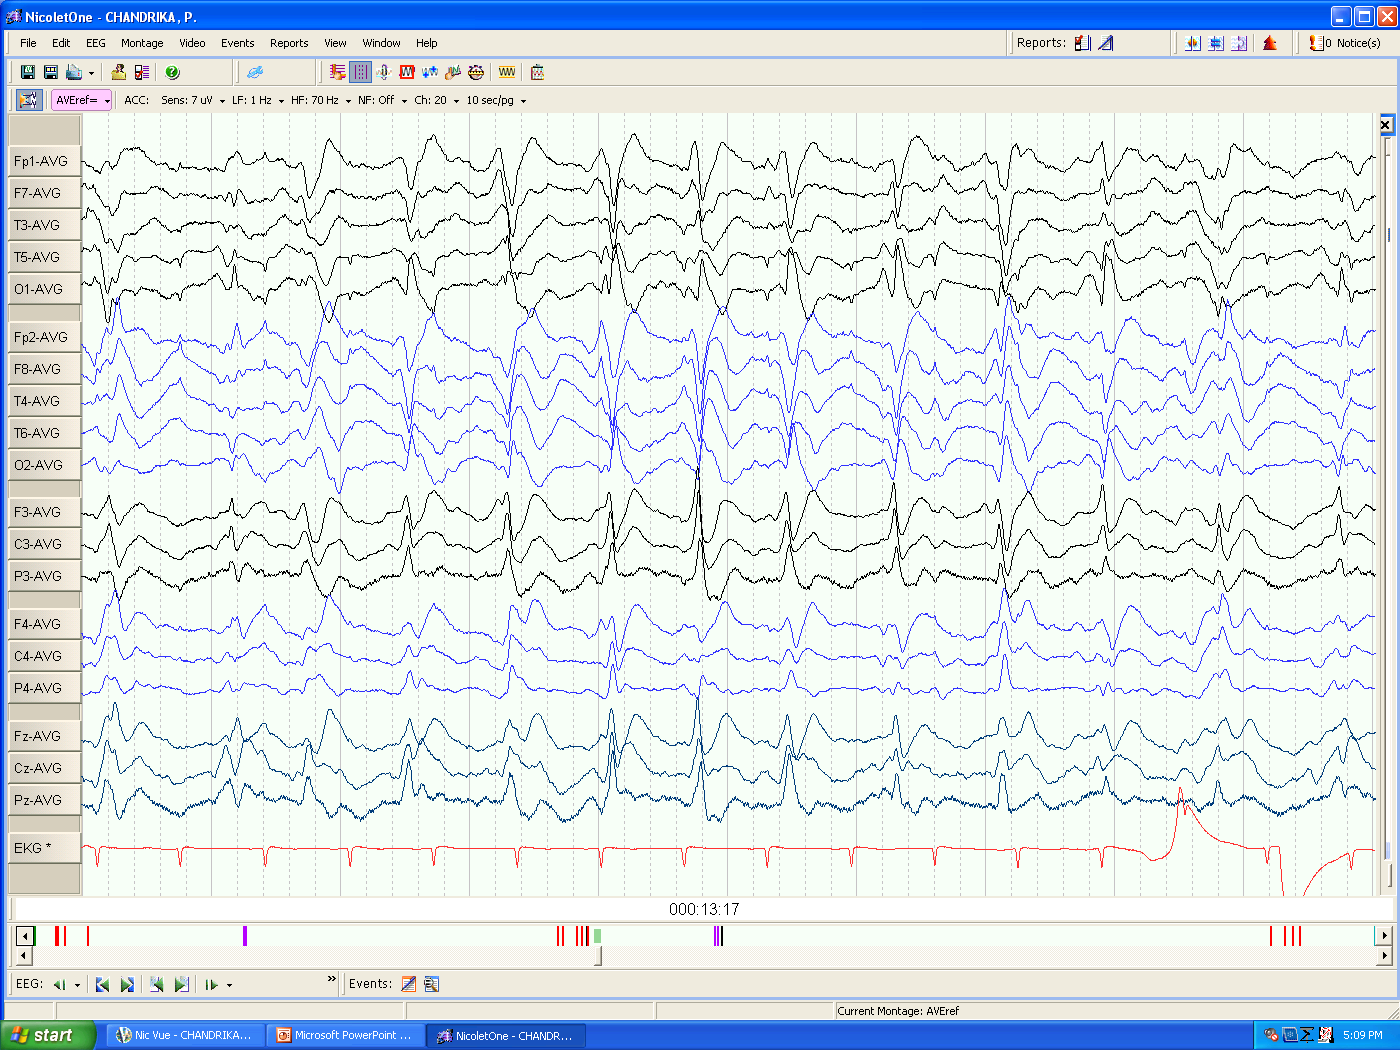 NicoletOne - CHANDRIKA, P.
File Edit EEG Montage Video Events Reports View Window Help Reports: 0 Notice(s)
AVEref= ACC: Sens: 7 uV LF: 1 Hz HF: 70 Hz NF: Off Ch: 20 10 sec/pg
Fp1-AVG
F7-AVG
T3-AVG
T5-AVG
O1-AVG
Fp2-AVG
F8-AVG
T4-AVG
T6-AVG
O2-AVG
F3-AVG
C3-AVG
P3-AVG
F4-AVG
C4-AVG
P4-AVG
Fz-AVG
Cz-AVG
Pz-AVG
EKG *
000:13:17
EEG: » Events:
Current Montage: AVEref
start Nic Vue - CHANDRIKA... Microsoft PowerPoint ... NicoletOne - CHANDR... 5:09 PM